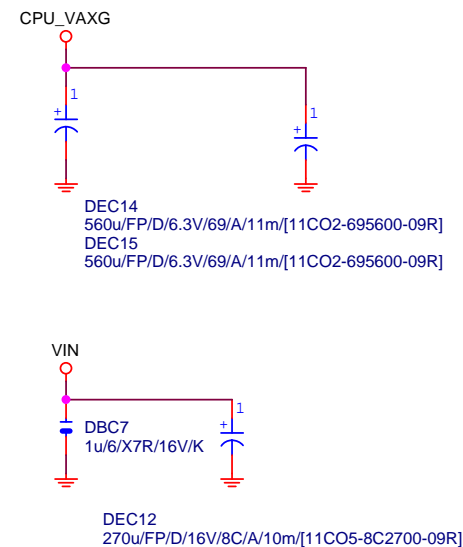 CPU_VAXG
1
+
1
+
DEC14
560u/FP/D/6.3V/69/A/11m/[11CO2-695600-09R]
DEC15
560u/FP/D/6.3V/69/A/11m/[11CO2-695600-09R]
VIN
1
+
DBC7
1u/6/X7R/16V/K
DEC12
270u/FP/D/16V/8C/A/10m/[11CO5-8C2700-09R]